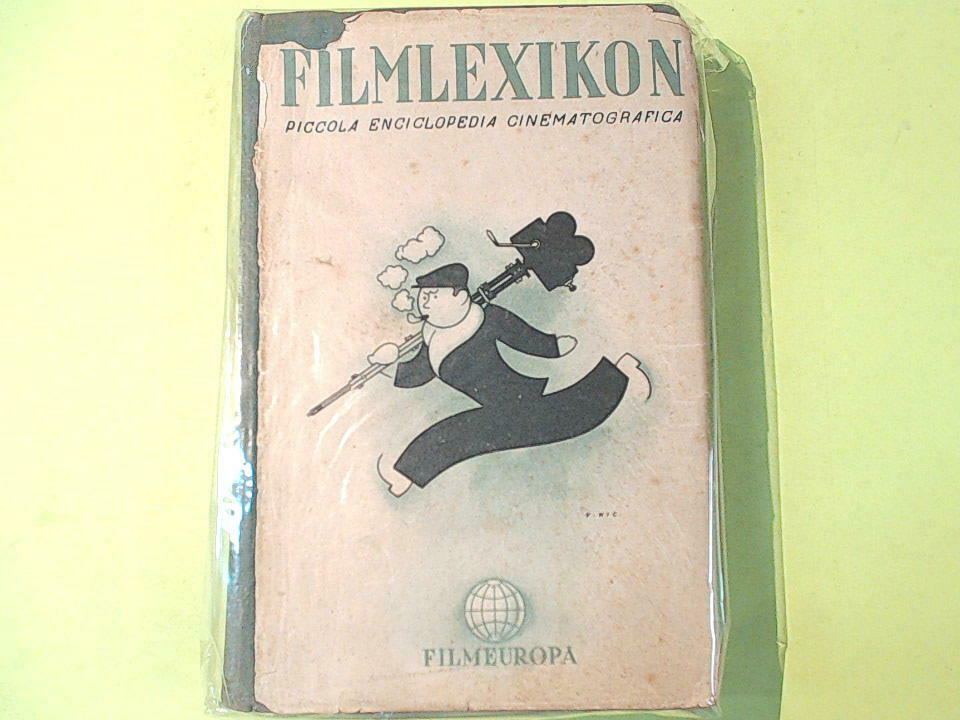 FILMLEXIKON
PICCOLA ENCICLOPEDIA CINEMATOGRAFICA
FILMEUROPA